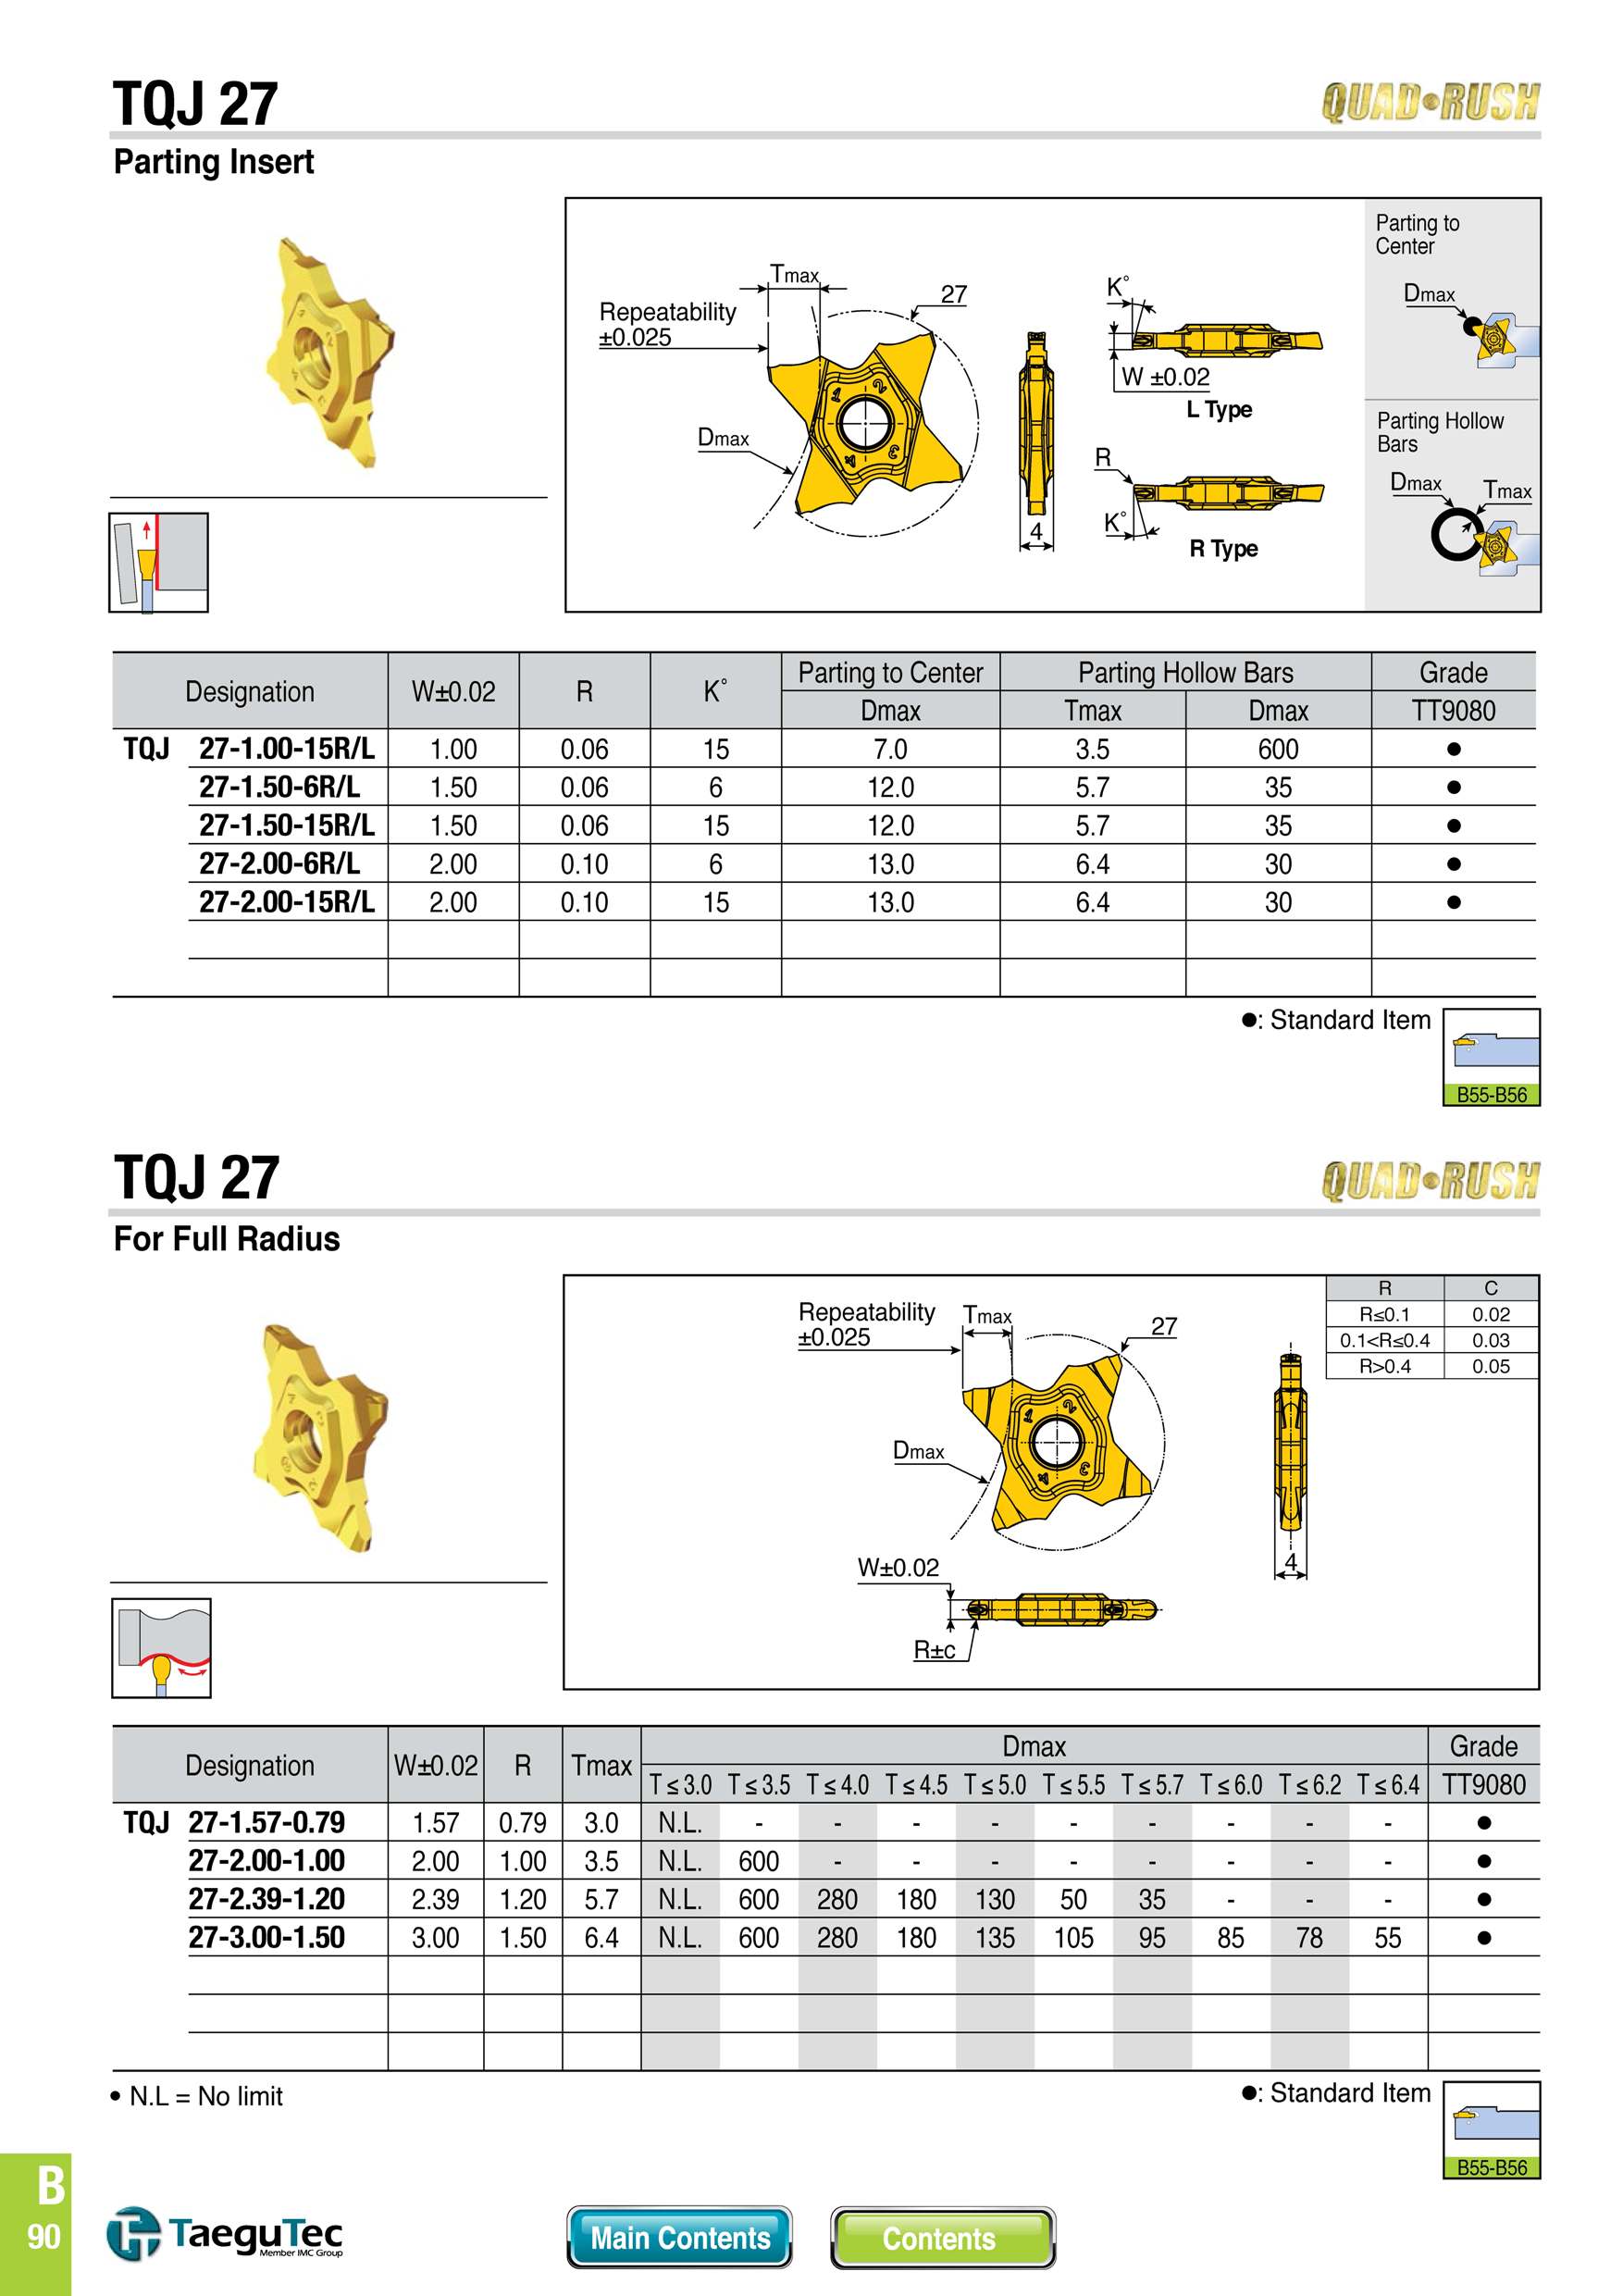 TQJ 27
QUAD•RUSH
Parting Insert
Tmax
Repeatability
±0.025
27
Dmax
4
K°
W ±0.02
L Type
R
K°
R Type
Parting to
Center
Dmax
Parting Hollow
Bars
Dmax
Tmax
1
2
3
4
Designation W±0.02 R K° Parting to Center Parting Hollow Bars Grade
Dmax Tmax Dmax TT9080
TQJ 27-1.00-15R/L 1.00 0.06 15 7.0 3.5 600 ●
27-1.50-6R/L 1.50 0.06 6 12.0 5.7 35 ●
27-1.50-15R/L 1.50 0.06 15 12.0 5.7 35 ●
27-2.00-6R/L 2.00 0.10 6 13.0 6.4 30 ●
27-2.00-15R/L 2.00 0.10 15 13.0 6.4 30 ●
●: Standard Item
B55-B56
TQJ 27
QUAD•RUSH
For Full Radius
Repeatability
±0.025
Tmax
27
Dmax
1
2
3
4
4
W±0.02
R±c
R C
R≤0.1 0.02
0.1<R≤0.4 0.03
R>0.4 0.05
Designation W±0.02 R Tmax Dmax Grade
T≤3.0 T≤3.5 T≤4.0 T≤4.5 T≤5.0 T≤5.5 T≤5.7 T≤6.0 T≤6.2 T≤6.4 TT9080
TQJ 27-1.57-0.79 1.57 0.79 3.0 N.L. - - - - - - - - - ●
27-2.00-1.00 2.00 1.00 3.5 N.L. 600 - - - - - - - - ●
27-2.39-1.20 2.39 1.20 5.7 N.L. 600 280 180 130 50 35 - - - ●
27-3.00-1.50 3.00 1.50 6.4 N.L. 600 280 180 135 105 95 85 78 55 ●
• N.L = No limit
●: Standard Item
B55-B56
B
90
TaeguTec
Member IMC Group
Main Contents
Contents